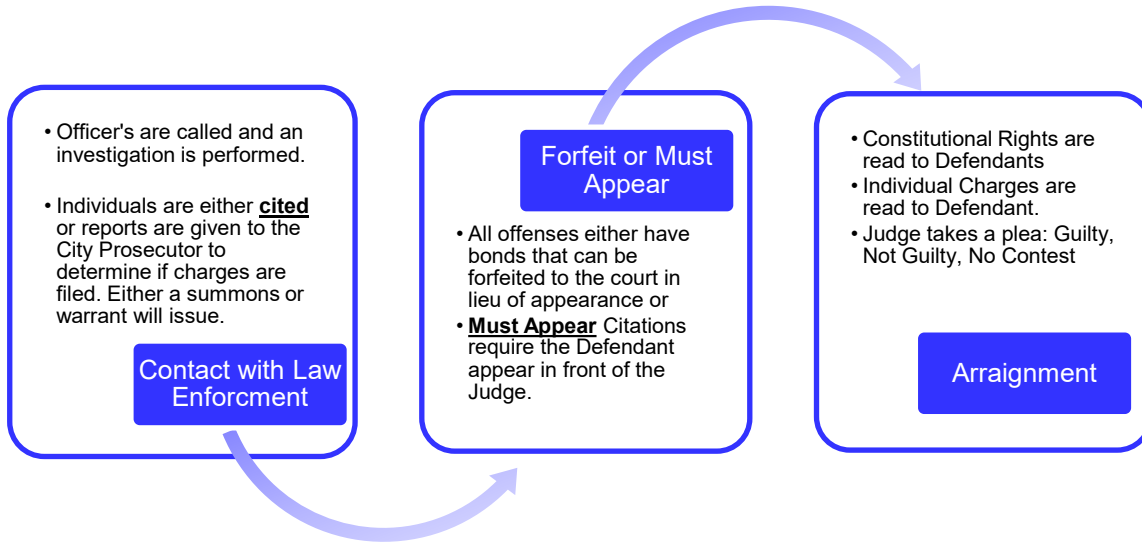 • Officer's are called and an
investigation is performed.
• Individuals are either cited
or reports are given to the
City Prosecutor to
determine if charges are
filed. Either a summons or
warrant will issue.
Contact with Law
Enforcment
Forfeit or Must
Appear
• All offenses either have
bonds that can be
forfeited to the court in
lieu of appearance or
• Must Appear Citations
require the Defendant
appear in front of the
Judge.
• Constitutional Rights are
read to Defendants
• Individual Charges are
read to Defendant.
• Judge takes a plea: Guilty,
Not Guilty, No Contest
Arraignment